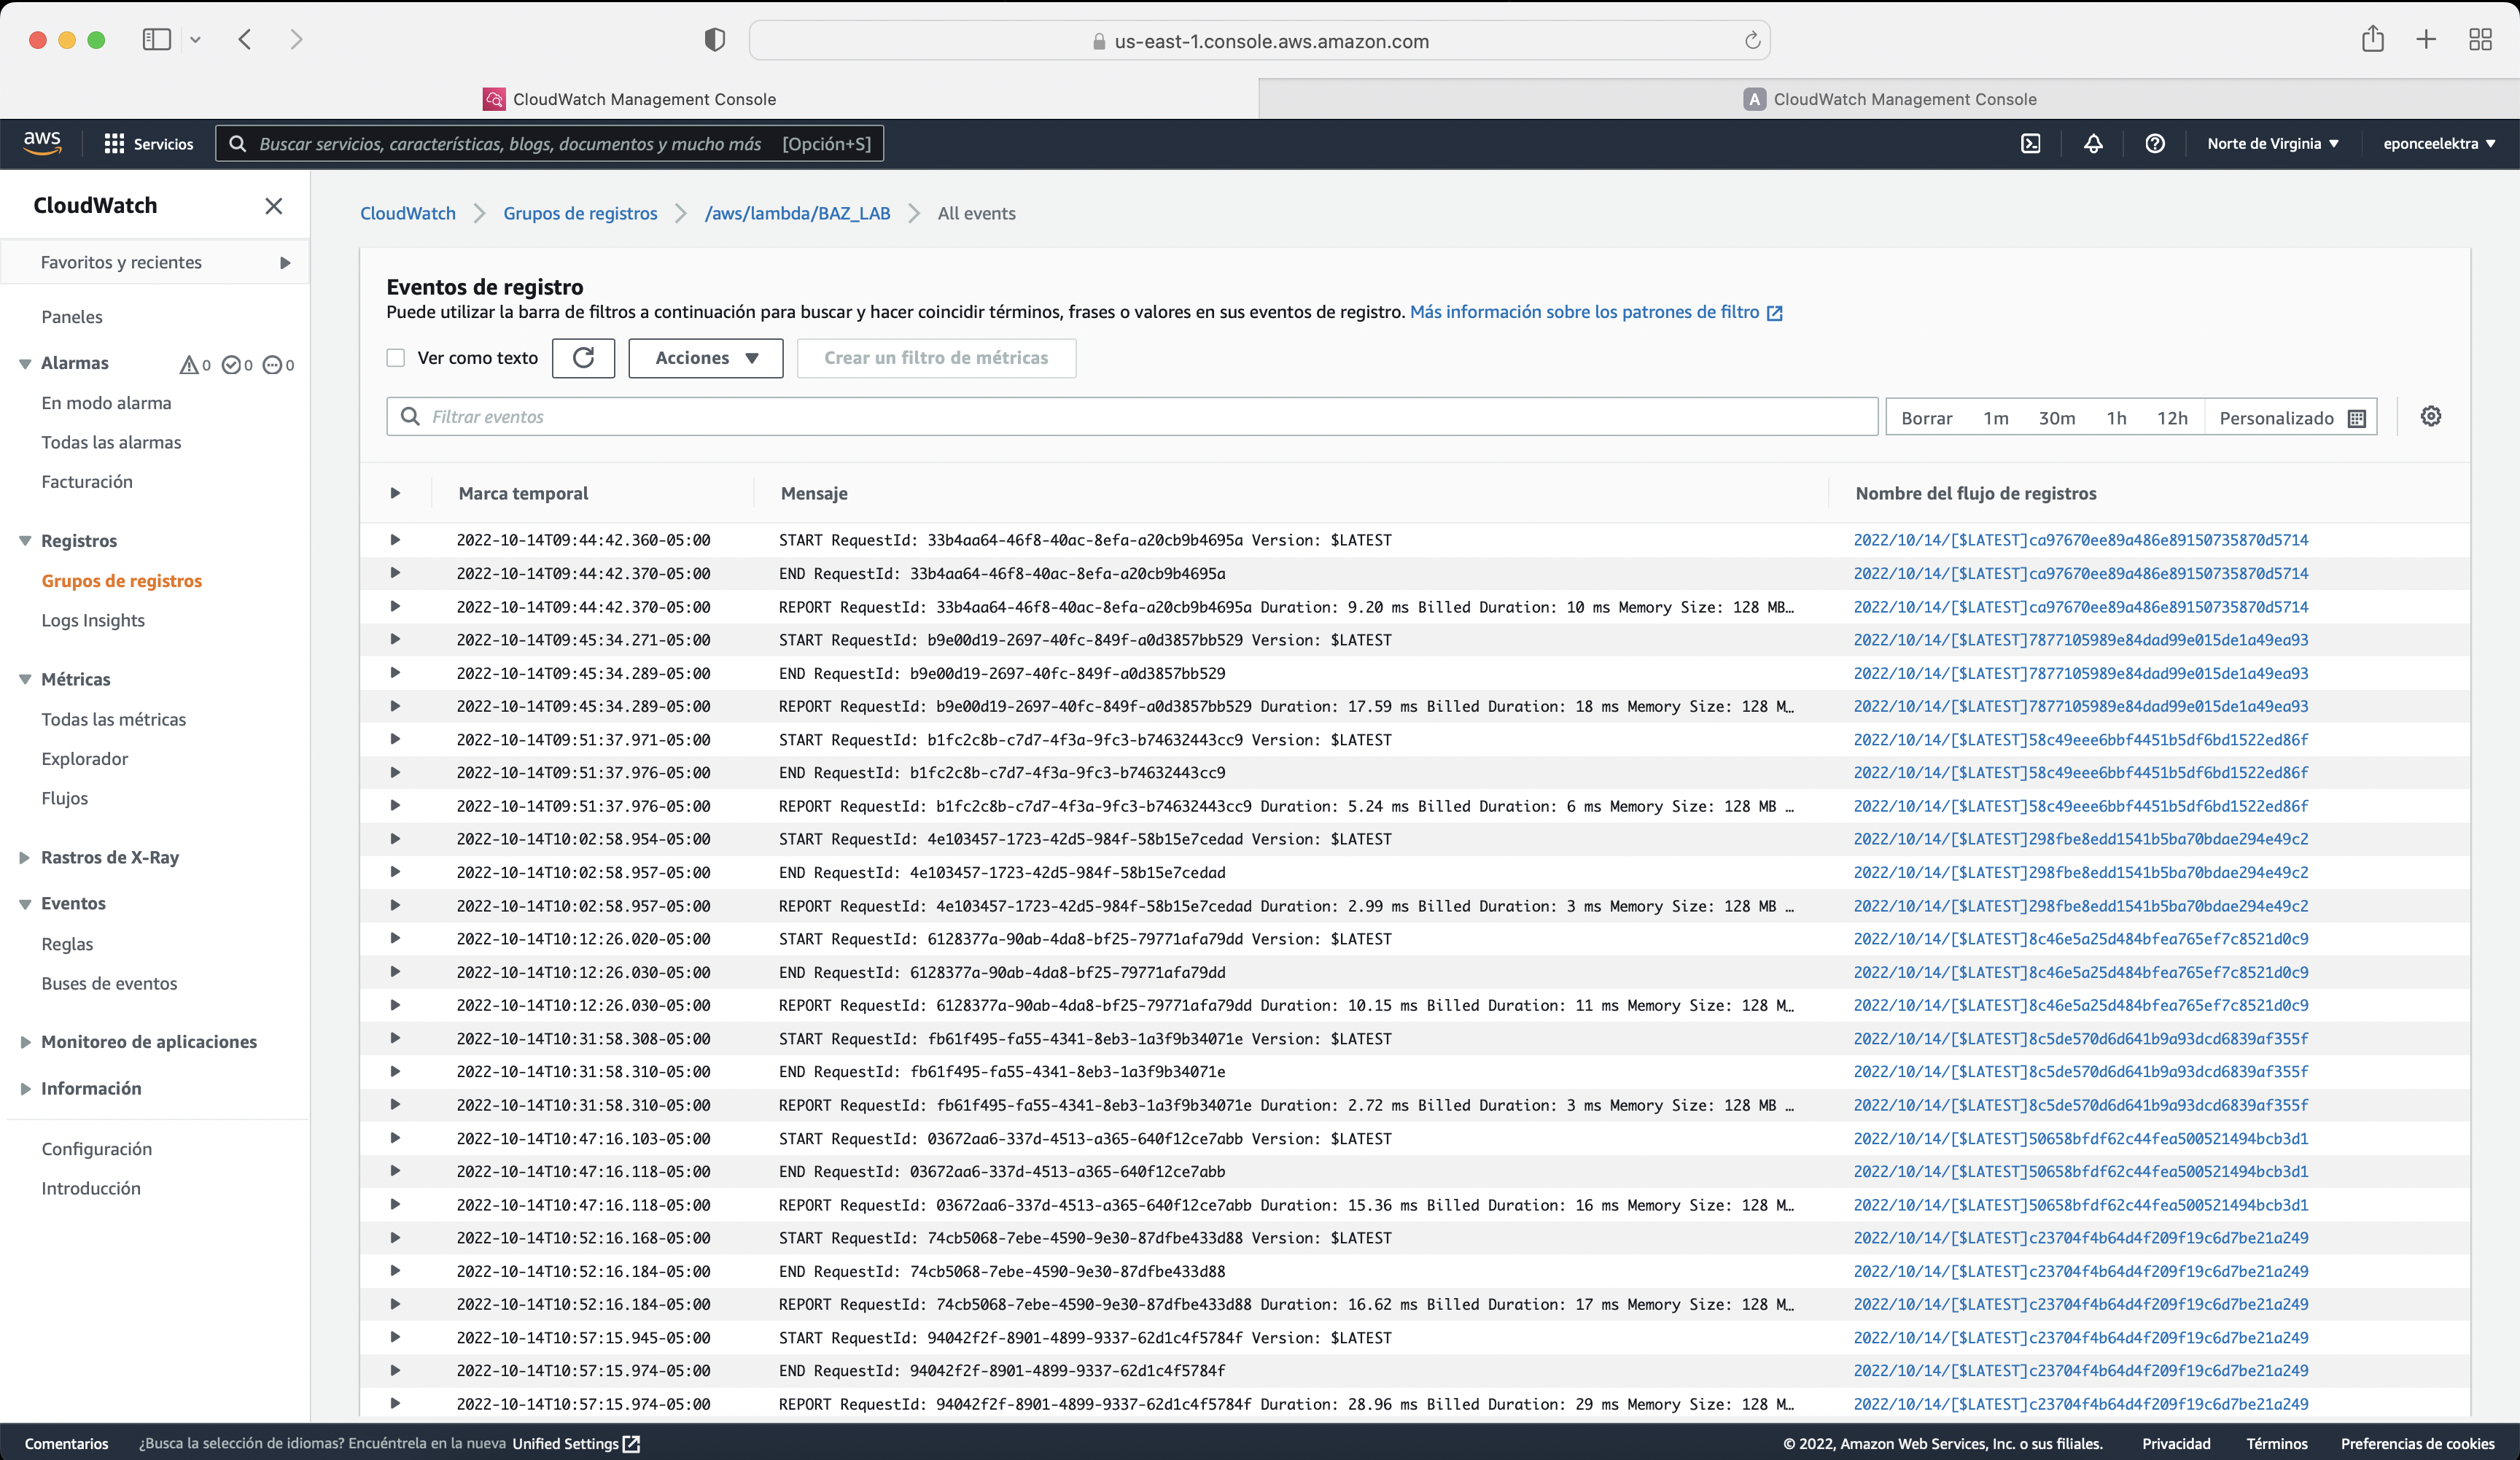 us-east-1.console.aws.amazon.com
CloudWatch Management Console
A CloudWatch Management Console
aws Servicios Buscar servicios, características, blogs, documentos y mucho más [Opción+S] Norte de Virginia eponceelektra
CloudWatch
Favoritos y recientes
Paneles
Alarmas 0 0 0
En modo alarma
Todas las alarmas
Facturación
Registros
Grupos de registros
Logs Insights
Métricas
Todas las métricas
Explorador
Flujos
Rastros de X-Ray
Eventos
Reglas
Buses de eventos
Monitoreo de aplicaciones
Información
Configuración
Introducción
CloudWatch Grupos de registros /aws/lambda/BAZ_LAB All events
Eventos de registro
Puede utilizar la barra de filtros a continuación para buscar y hacer coincidir términos, frases o valores en sus eventos de registro. Más información sobre los patrones de filtro
Ver como texto Acciones Crear un filtro de métricas
Filtrar eventos Borrar 1m 30m 1h 12h Personalizado
Marca temporal Mensaje Nombre del flujo de registros
2022-10-14T09:44:42.360-05:00 START RequestId: 33b4aa64-46f8-40ac-8efa-a20cb9b4695a Version: $LATEST 2022/10/14/[$LATEST]ca97670ee89a486e89150735870d5714
2022-10-14T09:44:42.370-05:00 END RequestId: 33b4aa64-46f8-40ac-8efa-a20cb9b4695a 2022/10/14/[$LATEST]ca97670ee89a486e89150735870d5714
2022-10-14T09:44:42.370-05:00 REPORT RequestId: 33b4aa64-46f8-40ac-8efa-a20cb9b4695a Duration: 9.20 ms Billed Duration: 10 ms Memory Size: 128 MB… 2022/10/14/[$LATEST]ca97670ee89a486e89150735870d5714
2022-10-14T09:45:34.271-05:00 START RequestId: b9e00d19-2697-40fc-849f-a0d3857bb529 Version: $LATEST 2022/10/14/[$LATEST]7877105989e84dad99e015de1a49ea93
2022-10-14T09:45:34.289-05:00 END RequestId: b9e00d19-2697-40fc-849f-a0d3857bb529 2022/10/14/[$LATEST]7877105989e84dad99e015de1a49ea93
2022-10-14T09:45:34.289-05:00 REPORT RequestId: b9e00d19-2697-40fc-849f-a0d3857bb529 Duration: 17.59 ms Billed Duration: 18 ms Memory Size: 128 M… 2022/10/14/[$LATEST]7877105989e84dad99e015de1a49ea93
2022-10-14T09:51:37.971-05:00 START RequestId: b1fc2c8b-c7d7-4f3a-9fc3-b74632443cc9 Version: $LATEST 2022/10/14/[$LATEST]58c49eee6bbf4451b5df6bd1522ed86f
2022-10-14T09:51:37.976-05:00 END RequestId: b1fc2c8b-c7d7-4f3a-9fc3-b74632443cc9 2022/10/14/[$LATEST]58c49eee6bbf4451b5df6bd1522ed86f
2022-10-14T09:51:37.976-05:00 REPORT RequestId: b1fc2c8b-c7d7-4f3a-9fc3-b74632443cc9 Duration: 5.24 ms Billed Duration: 6 ms Memory Size: 128 MB … 2022/10/14/[$LATEST]58c49eee6bbf4451b5df6bd1522ed86f
2022-10-14T10:02:58.954-05:00 START RequestId: 4e103457-1723-42d5-984f-58b15e7cedad Version: $LATEST 2022/10/14/[$LATEST]298fbe8edd1541b5ba70bdae294e49c2
2022-10-14T10:02:58.957-05:00 END RequestId: 4e103457-1723-42d5-984f-58b15e7cedad 2022/10/14/[$LATEST]298fbe8edd1541b5ba70bdae294e49c2
2022-10-14T10:02:58.957-05:00 REPORT RequestId: 4e103457-1723-42d5-984f-58b15e7cedad Duration: 2.99 ms Billed Duration: 3 ms Memory Size: 128 MB … 2022/10/14/[$LATEST]298fbe8edd1541b5ba70bdae294e49c2
2022-10-14T10:12:26.020-05:00 START RequestId: 6128377a-90ab-4da8-bf25-79771afa79dd Version: $LATEST 2022/10/14/[$LATEST]8c46e5a25d484bfea765ef7c8521d0c9
2022-10-14T10:12:26.030-05:00 END RequestId: 6128377a-90ab-4da8-bf25-79771afa79dd 2022/10/14/[$LATEST]8c46e5a25d484bfea765ef7c8521d0c9
2022-10-14T10:12:26.030-05:00 REPORT RequestId: 6128377a-90ab-4da8-bf25-79771afa79dd Duration: 10.15 ms Billed Duration: 11 ms Memory Size: 128 M… 2022/10/14/[$LATEST]8c46e5a25d484bfea765ef7c8521d0c9
2022-10-14T10:31:58.308-05:00 START RequestId: fb61f495-fa55-4341-8eb3-1a3f9b34071e Version: $LATEST 2022/10/14/[$LATEST]8c5de570d6d641b9a93dcd6839af355f
2022-10-14T10:31:58.310-05:00 END RequestId: fb61f495-fa55-4341-8eb3-1a3f9b34071e 2022/10/14/[$LATEST]8c5de570d6d641b9a93dcd6839af355f
2022-10-14T10:31:58.310-05:00 REPORT RequestId: fb61f495-fa55-4341-8eb3-1a3f9b34071e Duration: 2.72 ms Billed Duration: 3 ms Memory Size: 128 MB … 2022/10/14/[$LATEST]8c5de570d6d641b9a93dcd6839af355f
2022-10-14T10:47:16.103-05:00 START RequestId: 03672aa6-337d-4513-a365-640f12ce7abb Version: $LATEST 2022/10/14/[$LATEST]50658bfdf62c44fea500521494bcb3d1
2022-10-14T10:47:16.118-05:00 END RequestId: 03672aa6-337d-4513-a365-640f12ce7abb 2022/10/14/[$LATEST]50658bfdf62c44fea500521494bcb3d1
2022-10-14T10:47:16.118-05:00 REPORT RequestId: 03672aa6-337d-4513-a365-640f12ce7abb Duration: 15.36 ms Billed Duration: 16 ms Memory Size: 128 M… 2022/10/14/[$LATEST]50658bfdf62c44fea500521494bcb3d1
2022-10-14T10:52:16.168-05:00 START RequestId: 74cb5068-7ebe-4590-9e30-87dfbe433d88 Version: $LATEST 2022/10/14/[$LATEST]c23704f4b64d4f209f19c6d7be21a249
2022-10-14T10:52:16.184-05:00 END RequestId: 74cb5068-7ebe-4590-9e30-87dfbe433d88 2022/10/14/[$LATEST]c23704f4b64d4f209f19c6d7be21a249
2022-10-14T10:52:16.184-05:00 REPORT RequestId: 74cb5068-7ebe-4590-9e30-87dfbe433d88 Duration: 16.62 ms Billed Duration: 17 ms Memory Size: 128 M… 2022/10/14/[$LATEST]c23704f4b64d4f209f19c6d7be21a249
2022-10-14T10:57:15.945-05:00 START RequestId: 94042f2f-8901-4899-9337-62d1c4f5784f Version: $LATEST 2022/10/14/[$LATEST]c23704f4b64d4f209f19c6d7be21a249
2022-10-14T10:57:15.974-05:00 END RequestId: 94042f2f-8901-4899-9337-62d1c4f5784f 2022/10/14/[$LATEST]c23704f4b64d4f209f19c6d7be21a249
2022-10-14T10:57:15.974-05:00 REPORT RequestId: 94042f2f-8901-4899-9337-62d1c4f5784f Duration: 28.96 ms Billed Duration: 29 ms Memory Size: 128 M… 2022/10/14/[$LATEST]c23704f4b64d4f209f19c6d7be21a249
Comentarios ¿Busca la selección de idiomas? Encuéntrela en la nueva Unified Settings © 2022, Amazon Web Services, Inc. o sus filiales. Privacidad Términos Preferencias de cookies